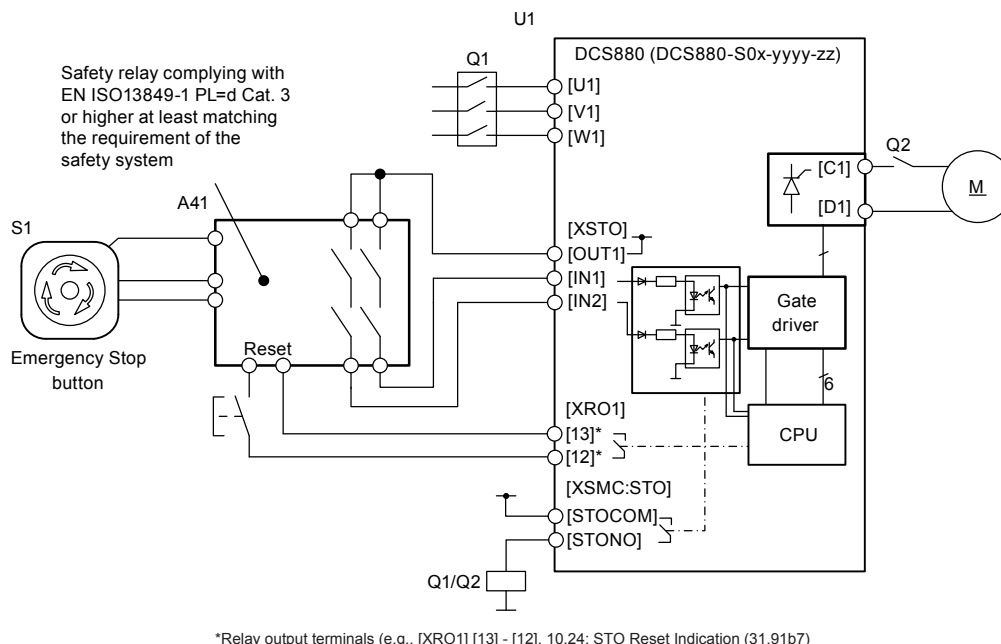 U1
DCS880 (DCS880-S0x-yyyy-zz)
Q1
[U1]
[V1]
[W1]
Safety relay complying with
EN ISO13849-1 PL=d Cat. 3
or higher at least matching
the requirement of the
safety system
Q2
[C1]
[D1]
M
A41
S1
[XSTO]
[OUT1]
[IN1]
[IN2]
Gate
driver
Reset
Emergency Stop
button
6
[XRO1]
[13]*
[12]*
CPU
[XSMC:STO]
[STOCOM]
[STONO]
Q1/Q2
*Relay output terminals (e.g., [XRO1] [13] - [12], 10.24: STO Reset Indication (31.91b7)